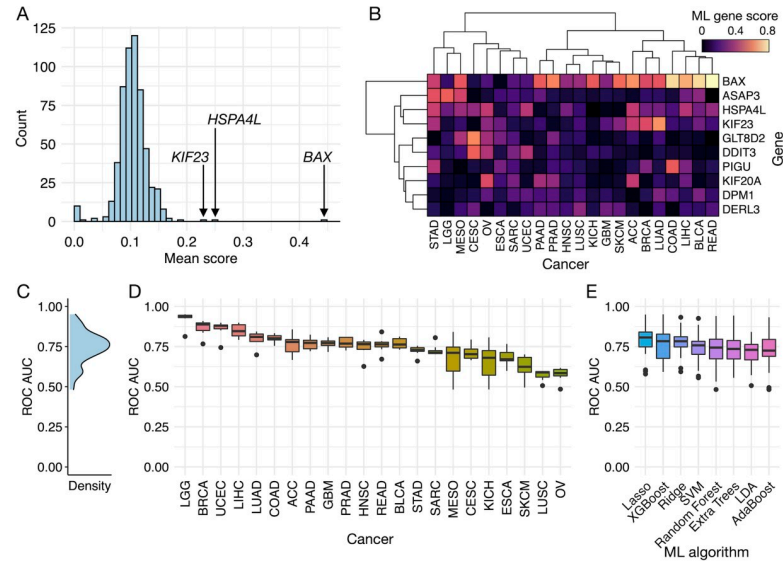 A
125
100
75
50
25
0
Count
HSPA4L
KIF23
BAX
0.0 0.1 0.2 0.3 0.4
Mean score
B
ML gene score
0 0.4 0.8
BAX
ASAP3
HSPA4L
KIF23
GLT8D2
DDIT3
PIGU
KIF20A
DPM1
DERL3
Gene
STAD LGG MESO CESC OV ESCA SARC UCEC PAAD PRAD HNSC LUSC KICH GBM SKCM ACC BRCA LUAD COAD LIHC BLCA READ
Cancer
C
1.00
0.75
0.50
0.25
0.00
ROC AUC
Density
D
1.00
0.75
0.50
0.25
0.00
ROC AUC
LGG BRCA UCEC LIHC LUAD COAD ACC PAAD GBM PRAD HNSC READ BLCA STAD SARC MESO CESC KICH ESCA SKCM LUSC OV
Cancer
E
1.00
0.75
0.50
0.25
0.00
ROC AUC
Lasso
XGBoost
Ridge
SVM
Random Forest
Extra Trees
LDA
AdaBoost
ML algorithm